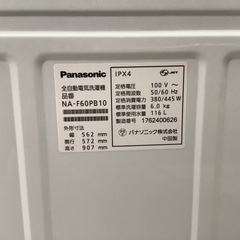 Panasonic
全自動電気洗濯機
品番
NA-F60PB10
外形寸法
幅 562 mm
奥行 572 mm
高さ 907 mm
IPX4
JET
定格電圧 100 V~
定格周波数 50/60 Hz
定格消費電力 380/445 W
定格洗濯容量 6.0 kg
標準使用水量 116 L
製造番号 1762400626
パナソニック株式会社
中国製